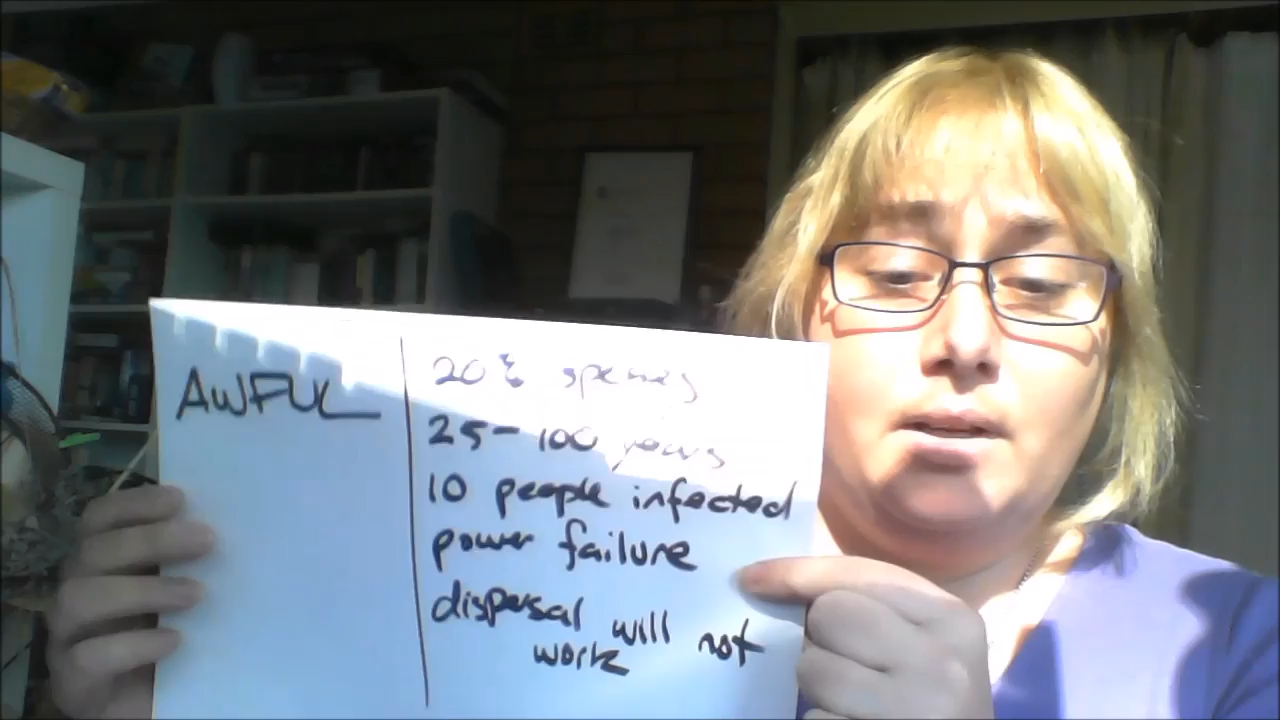 AWFUL
20% species
25-100 years
10 people infected
power failure
dispersal will not
work